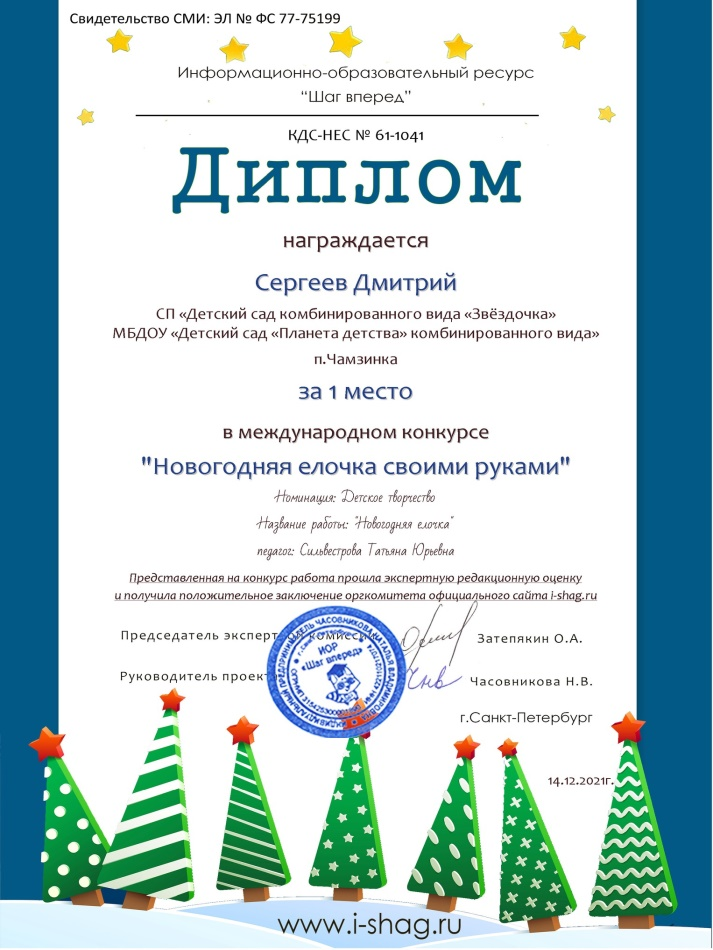 Свидетельство СМИ: ЭЛ № ФС 77-75199
Информационно-образовательный ресурс
“Шаг вперед”
КДС-НЕС № 61-1041
Диплом
награждается
Сергеев Дмитрий
СП «Детский сад комбинированного вида «Звёздочка»
МБДОУ «Детский сад «Планета детства» комбинированного вида»
п.Чамзинка
за 1 место
в международном конкурсе
"Новогодняя елочка своими руками"
Номинация: Детское творчество
Название работы: "Новогодняя елочка"
педагог: Сильвестрова Татьяна Юрьевна
Представленная на конкурс работа прошла экспертную редакционную оценку
и получила положительное заключение оргкомитета официального сайта i-shag.ru
Председатель экспертной комиссии Затепякин О.А.
Руководитель проекта Часовникова Н.В.
ИОР
«Шаг вперед»
г.Санкт-Петербург
14.12.2021г.
www.i-shag.ru